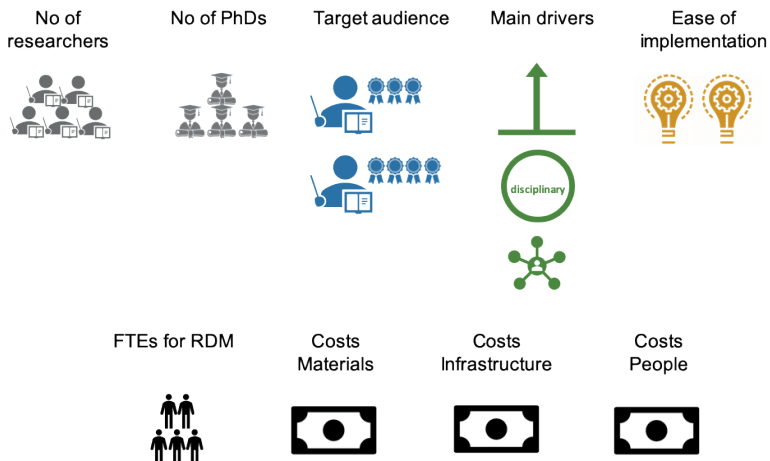 No of
researchers
No of PhDs
Target audience
Main drivers
Ease of
implementation
disciplinary
FTEs for RDM
Costs
Materials
Costs
Infrastructure
Costs
People